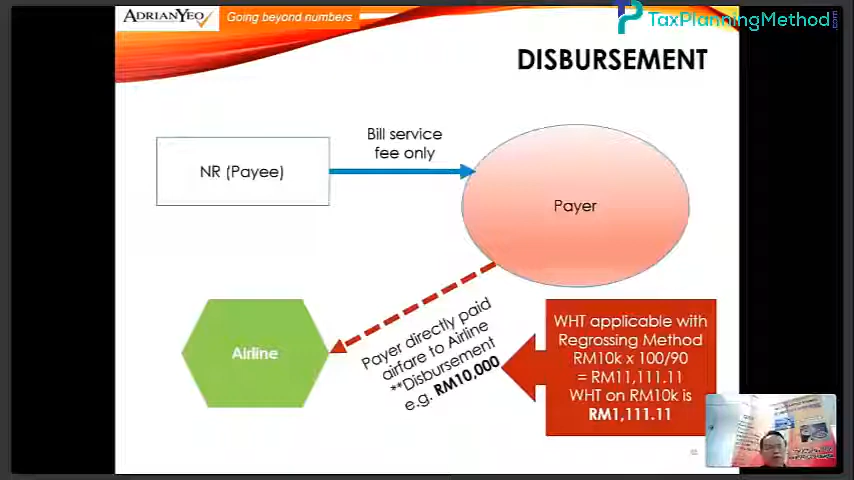 ADRIANYEO
Going beyond numbers
TaxPlanningMethod.com
DISBURSEMENT
Bill service
fee only
NR (Payee)
Payer
Airline
Payer directly paid
airfare to Airline
**Disbursement
e.g. RM10,000
WHT applicable with
Regrossing Method
RM10k x 100/90
= RM11,111.11
WHT on RM10k is
RM1,111.11